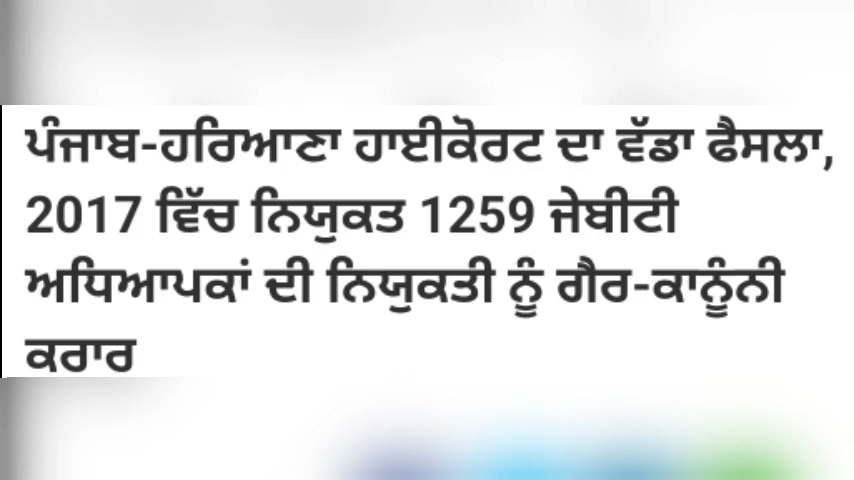 ਪੰਜਾਬ-ਹਰਿਆਣਾ ਹਾਈਕੋਰਟ ਦਾ ਵੱਡਾ ਫੈਸਲਾ,
2017 ਵਿੱਚ ਨਿਯੁਕਤ 1259 ਜੇਬੀਟੀ
ਅਧਿਆਪਕਾਂ ਦੀ ਨਿਯੁਕਤੀ ਨੂੰ ਗੈਰ-ਕਾਨੂੰਨੀ
ਕਰਾਰ